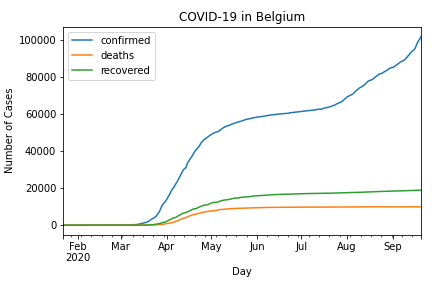 COVID-19 in Belgium
confirmed
deaths
recovered
Number of Cases
100000
80000
60000
40000
20000
0
Feb Mar Apr May Jun Jul Aug Sep
2020
Day